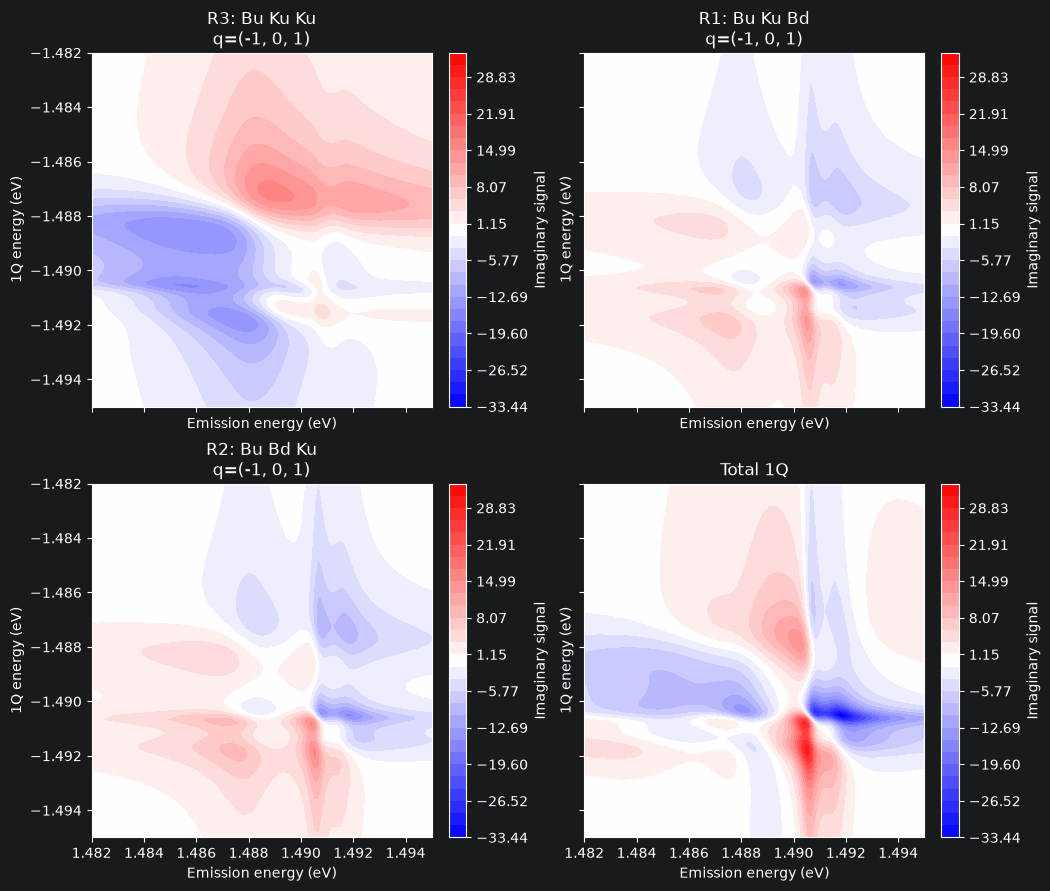 R3: Bu Ku Ku
q=(-1, 0, 1)
−1.482
−1.484
−1.486
−1.488
−1.490
−1.492
−1.494
1Q energy (eV)
Emission energy (eV)
28.83
21.91
14.99
8.07
1.15
−5.77
−12.69
−19.60
−26.52
−33.44
Imaginary signal
R1: Bu Ku Bd
q=(-1, 0, 1)
1Q energy (eV)
Emission energy (eV)
28.83
21.91
14.99
8.07
1.15
−5.77
−12.69
−19.60
−26.52
−33.44
Imaginary signal
R2: Bu Bd Ku
q=(-1, 0, 1)
−1.482
−1.484
−1.486
−1.488
−1.490
−1.492
−1.494
1Q energy (eV)
1.482 1.484 1.486 1.488 1.490 1.492 1.494
Emission energy (eV)
28.83
21.91
14.99
8.07
1.15
−5.77
−12.69
−19.60
−26.52
−33.44
Imaginary signal
Total 1Q
1Q energy (eV)
1.482 1.484 1.486 1.488 1.490 1.492 1.494
Emission energy (eV)
28.83
21.91
14.99
8.07
1.15
−5.77
−12.69
−19.60
−26.52
−33.44
Imaginary signal